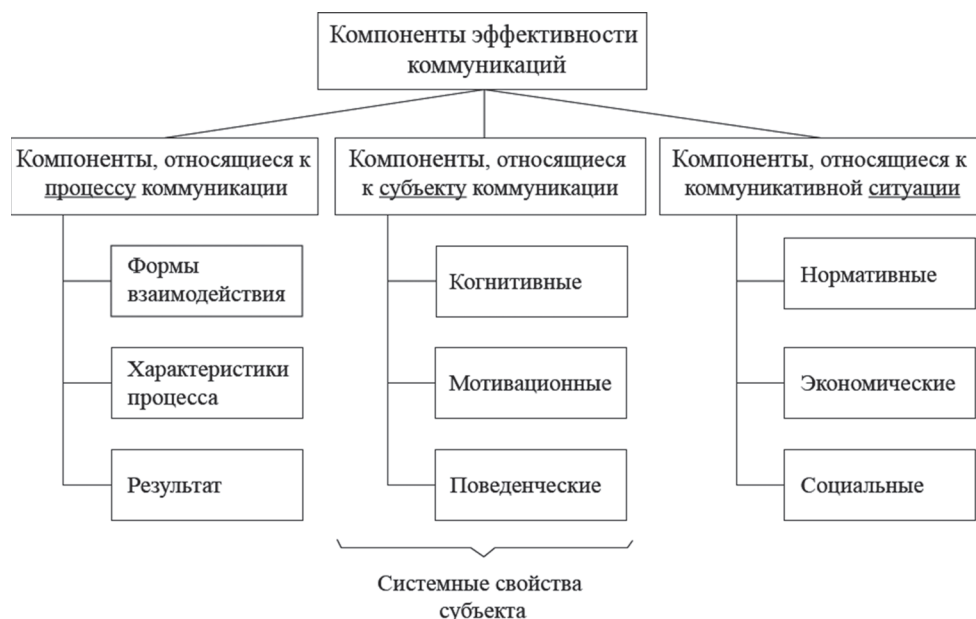 Компоненты эффективности
коммуникаций
Компоненты, относящиеся к
процессу коммуникации
Компоненты, относящиеся
к субъекту коммуникации
Компоненты, относящиеся к
коммуникативной ситуации
Формы
взаимодействия
Характеристики
процесса
Результат
Когнитивные
Мотивационные
Поведенческие
Нормативные
Экономические
Социальные
Системные свойства
субъекта